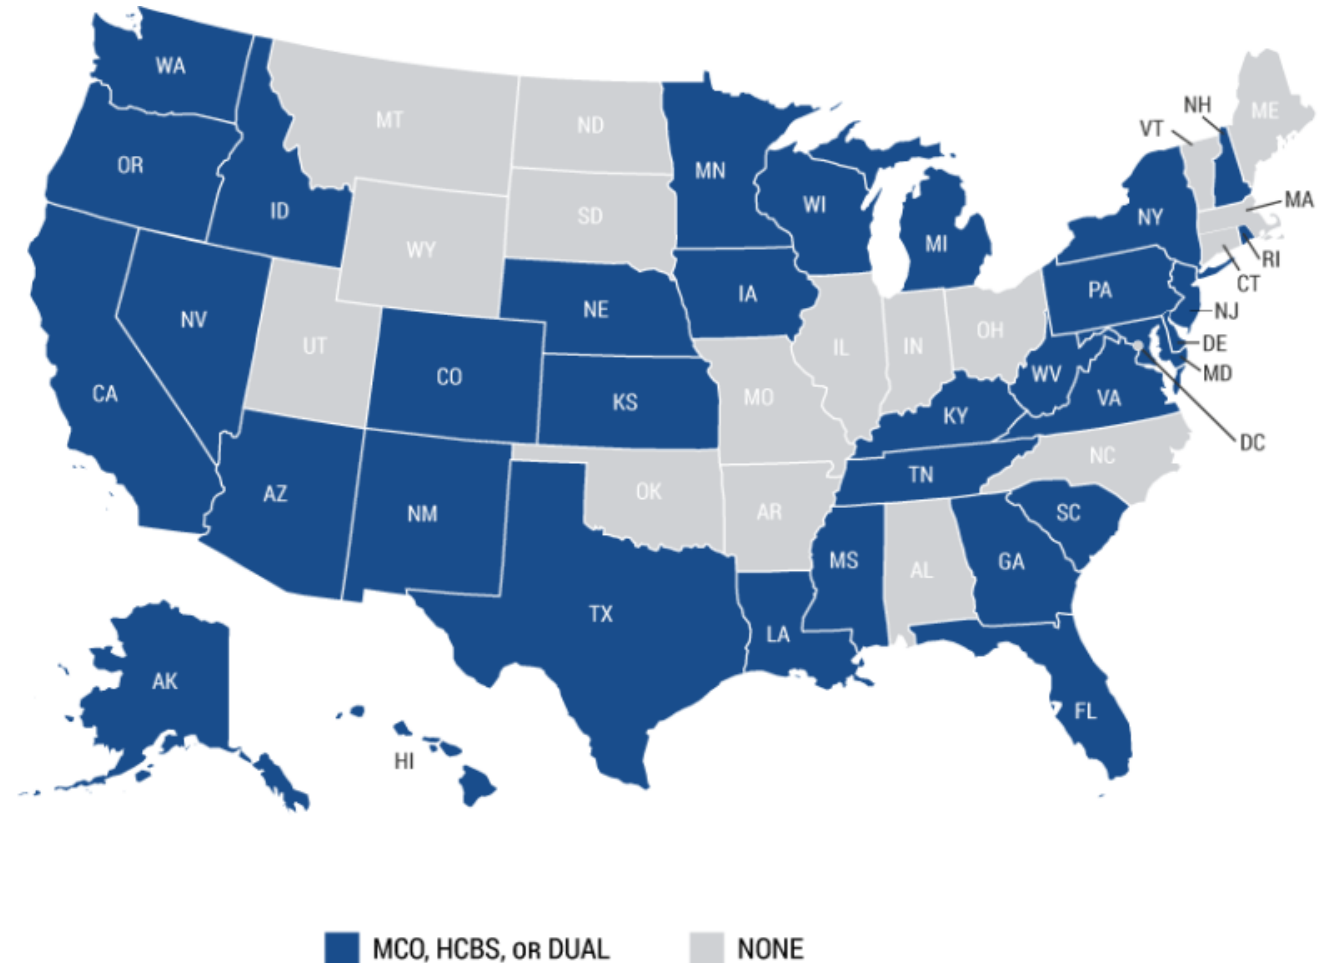 WA
MT
ND
OR
ID
WY
SD
MN
WI
MI
NH
VT
ME
NY
MA
RI
CT
PA
NJ
DE
MD
DC
NV
UT
CO
NE
IA
IL
IN
OH
WV
VA
CA
KS
MO
KY
NC
AZ
NM
OK
AR
TN
SC
TX
LA
MS
AL
GA
FL
AK
HI
MCO, HCBS, OR DUAL
NONE